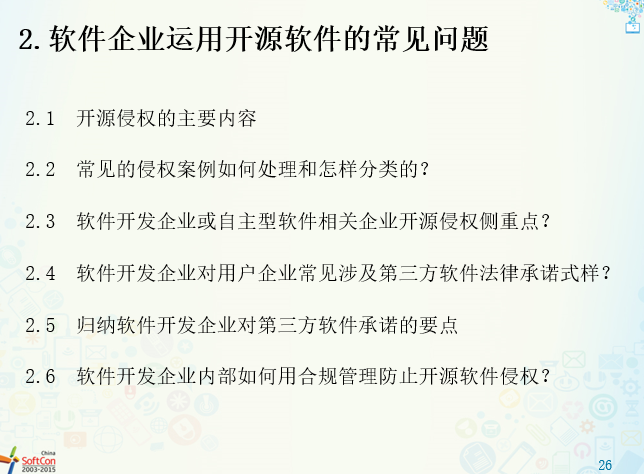 2.软件企业运用开源软件的常见问题
2.1 开源侵权的主要内容
2.2 常见的侵权案例如何处理和怎样分类的？
2.3 软件开发企业或自主型软件相关企业开源侵权侧重点？
2.4 软件开发企业对用户企业常见涉及第三方软件法律承诺式样？
2.5 归纳软件开发企业对第三方软件承诺的要点
2.6 软件开发企业内部如何用合规管理防止开源软件侵权？
China
SoftCon
2003-2015
26